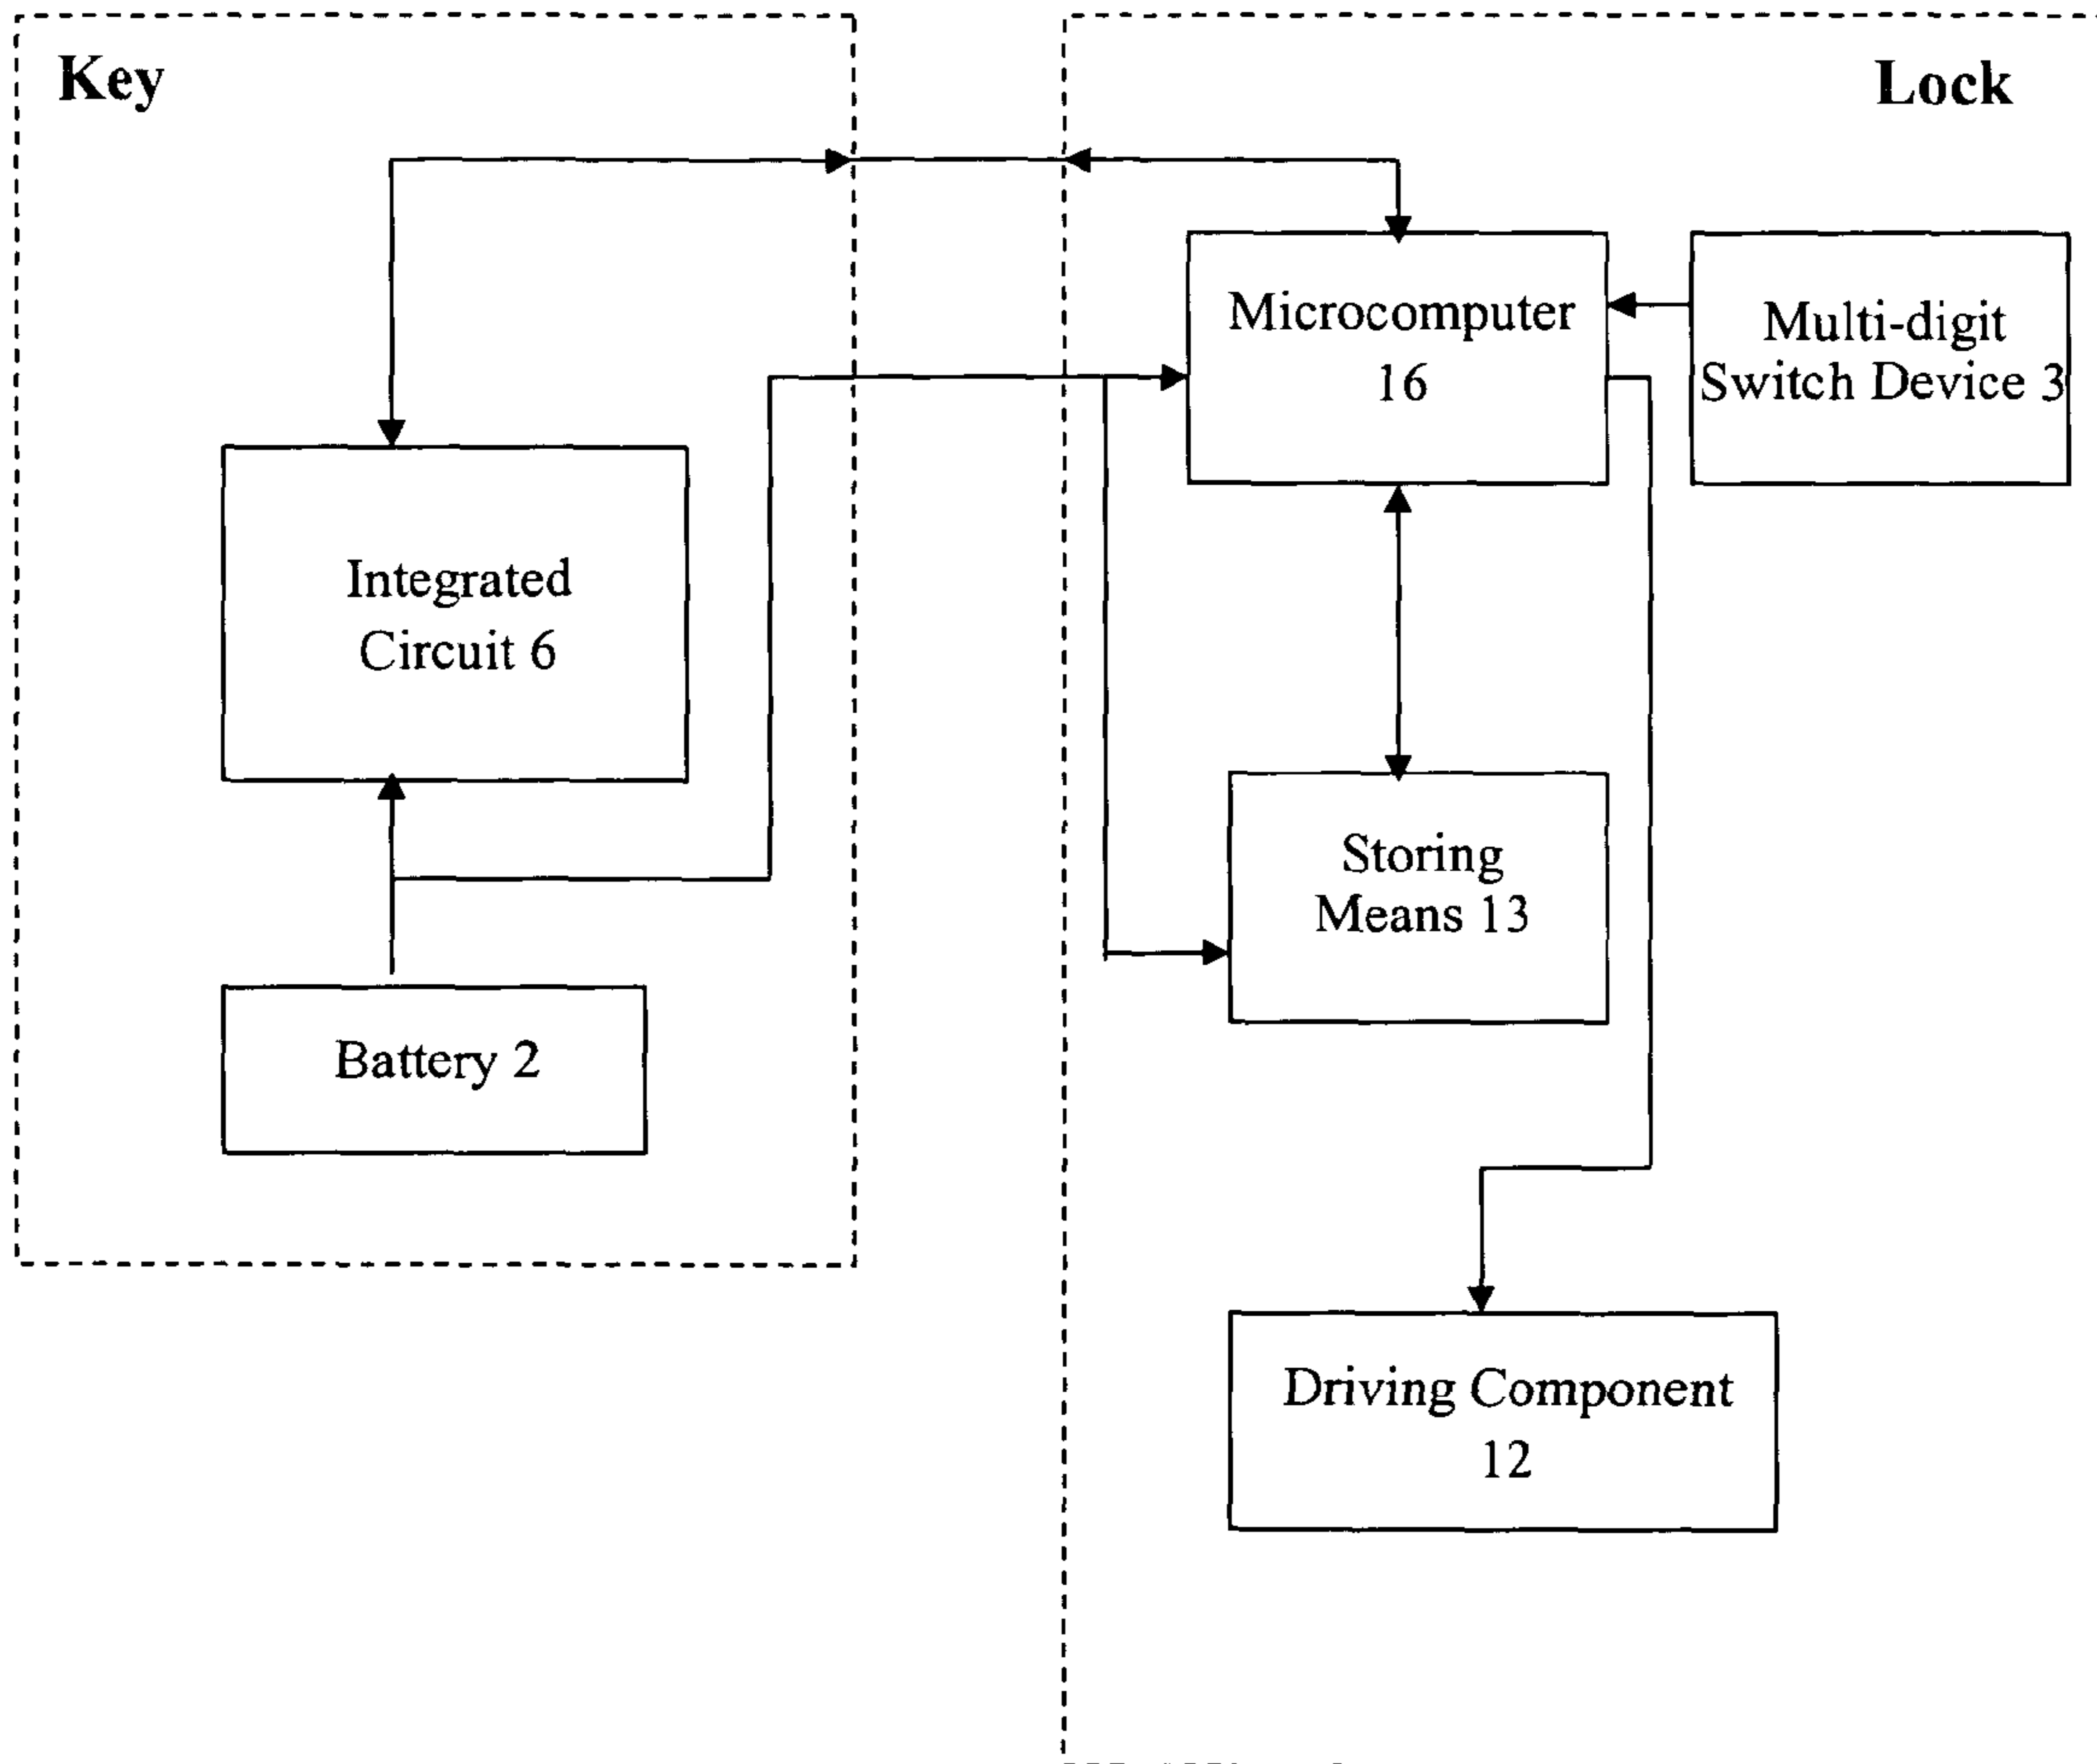 Key
Lock
Microcomputer
16
Multi-digit
Switch Device 3
Integrated
Circuit 6
Storing
Means 13
Battery 2
Driving Component
12